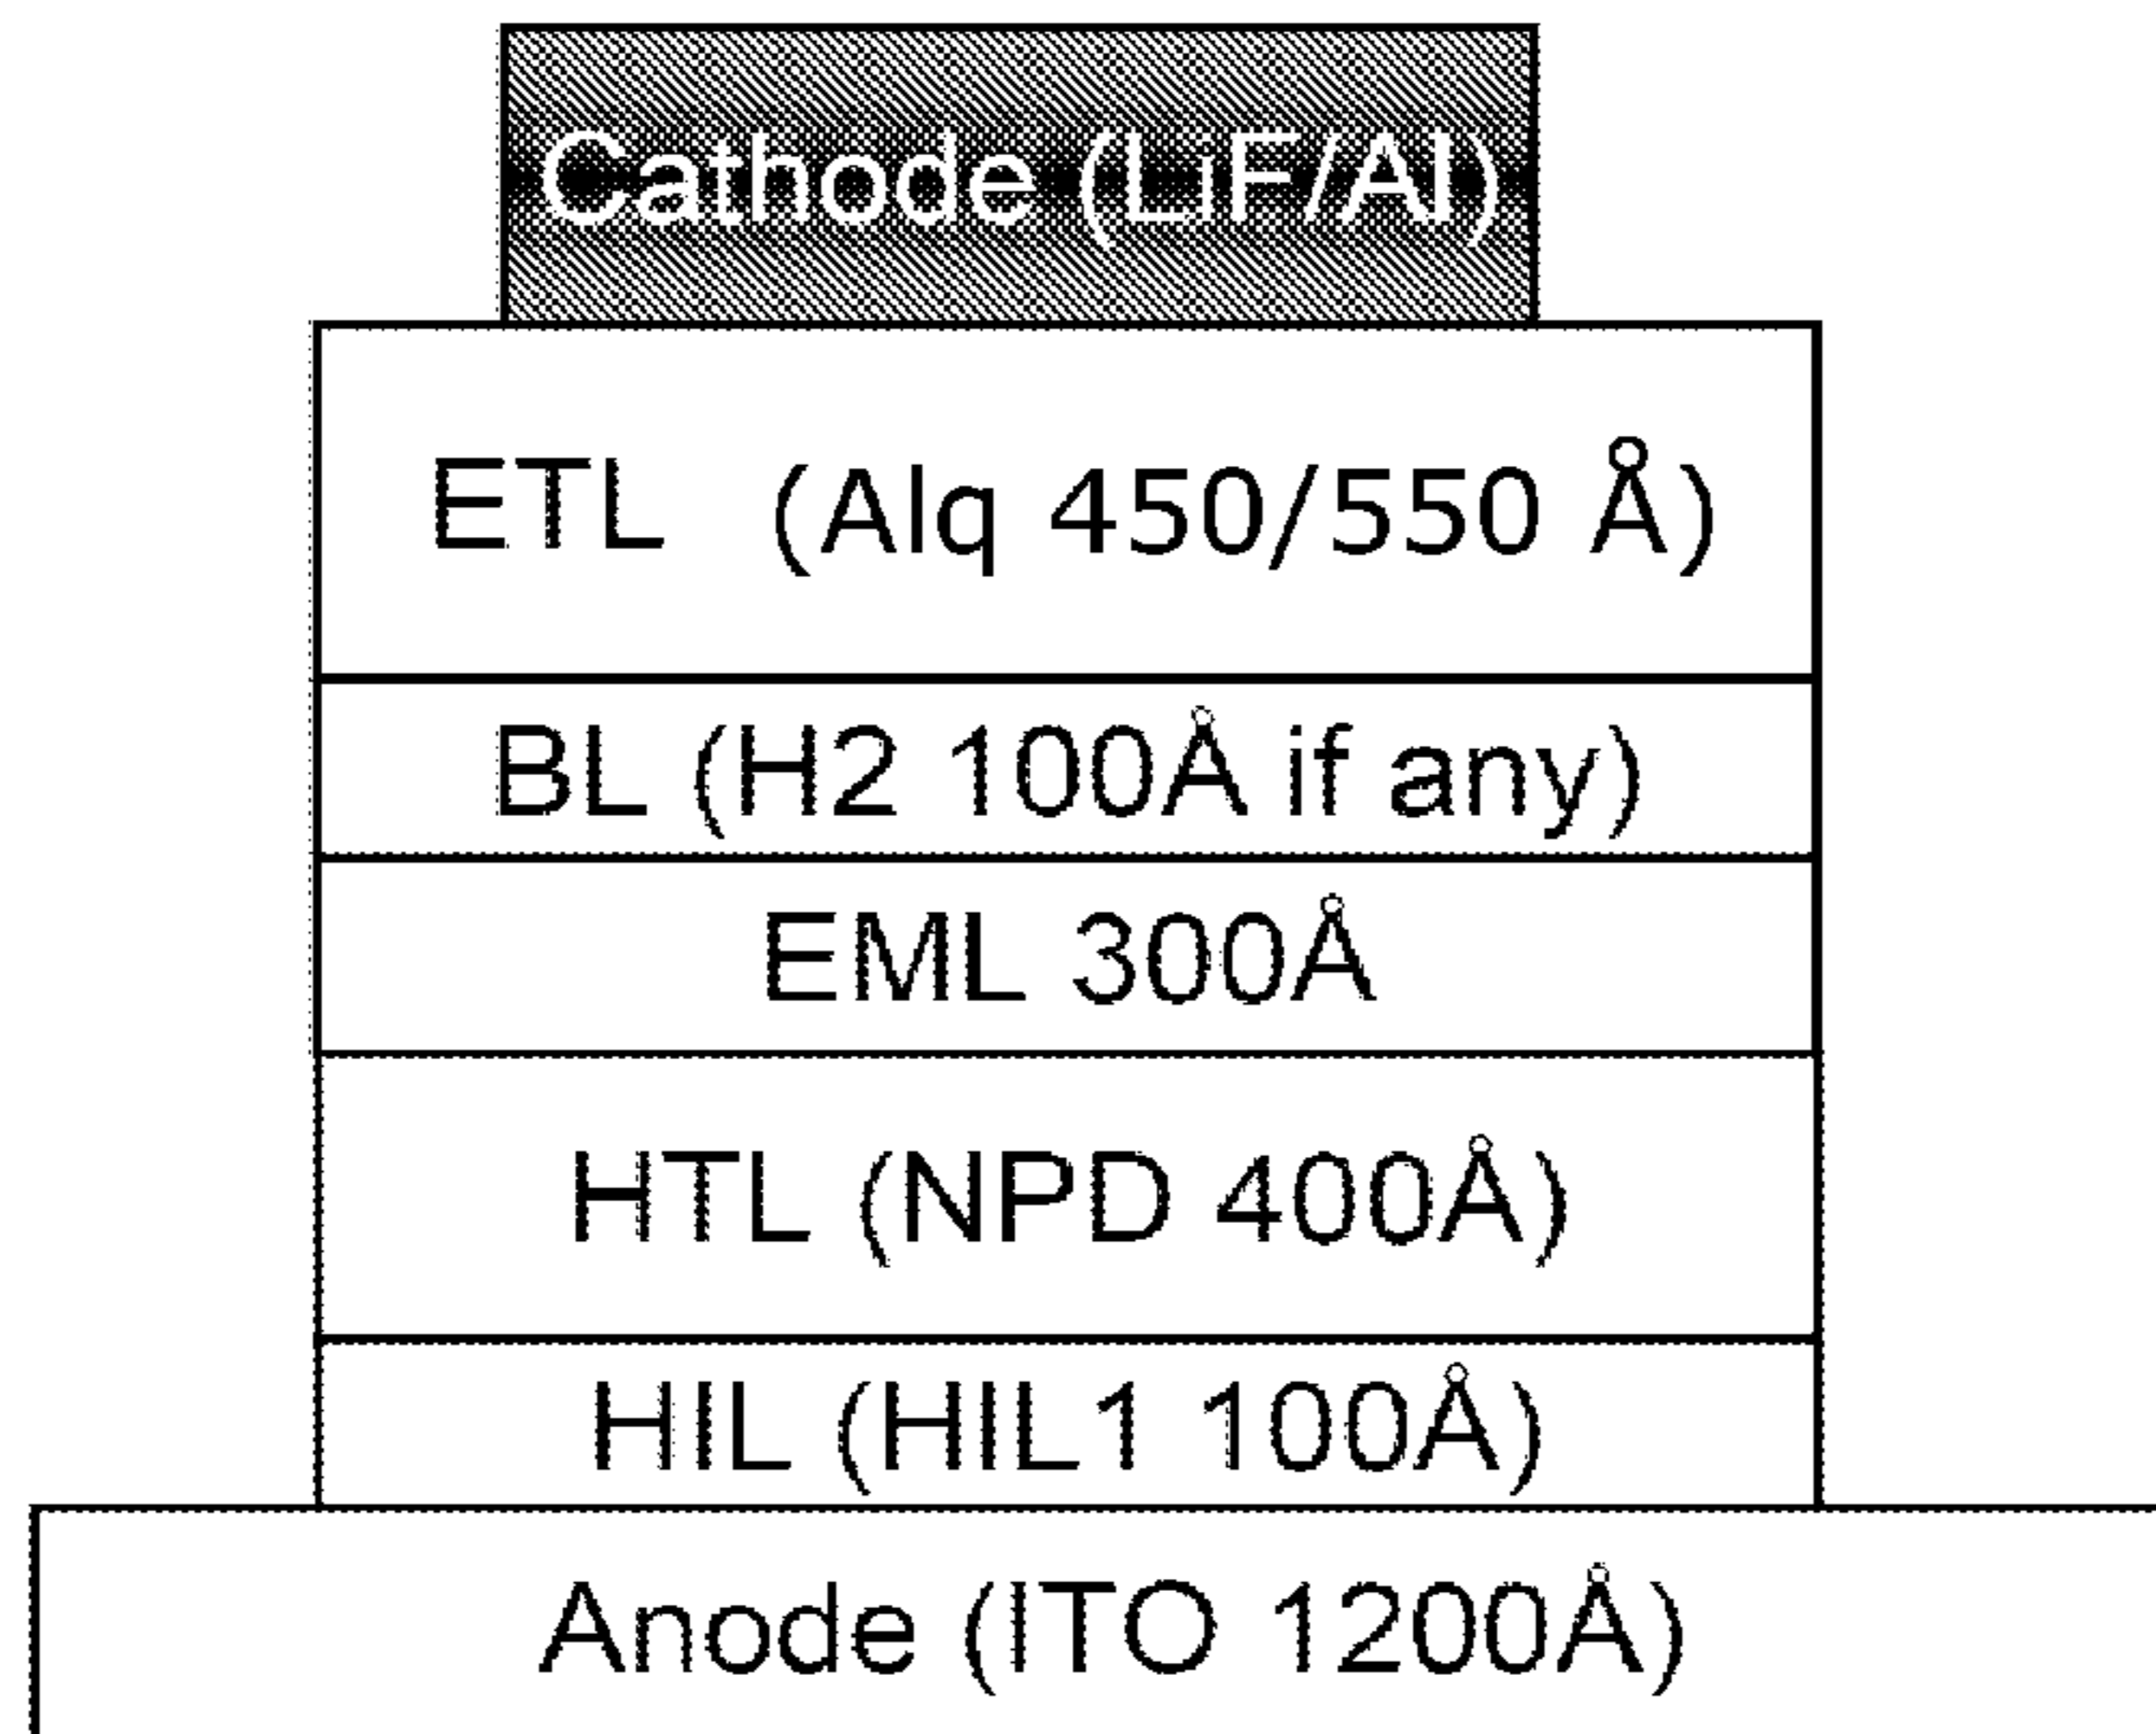 Cathode (LiF/Al)
ETL (Alq 450/550 Å)
BL (H2 100Å if any)
EML 300Å
HTL (NPD 400Å)
HIL (HIL1 100Å)
Anode (ITO 1200Å)